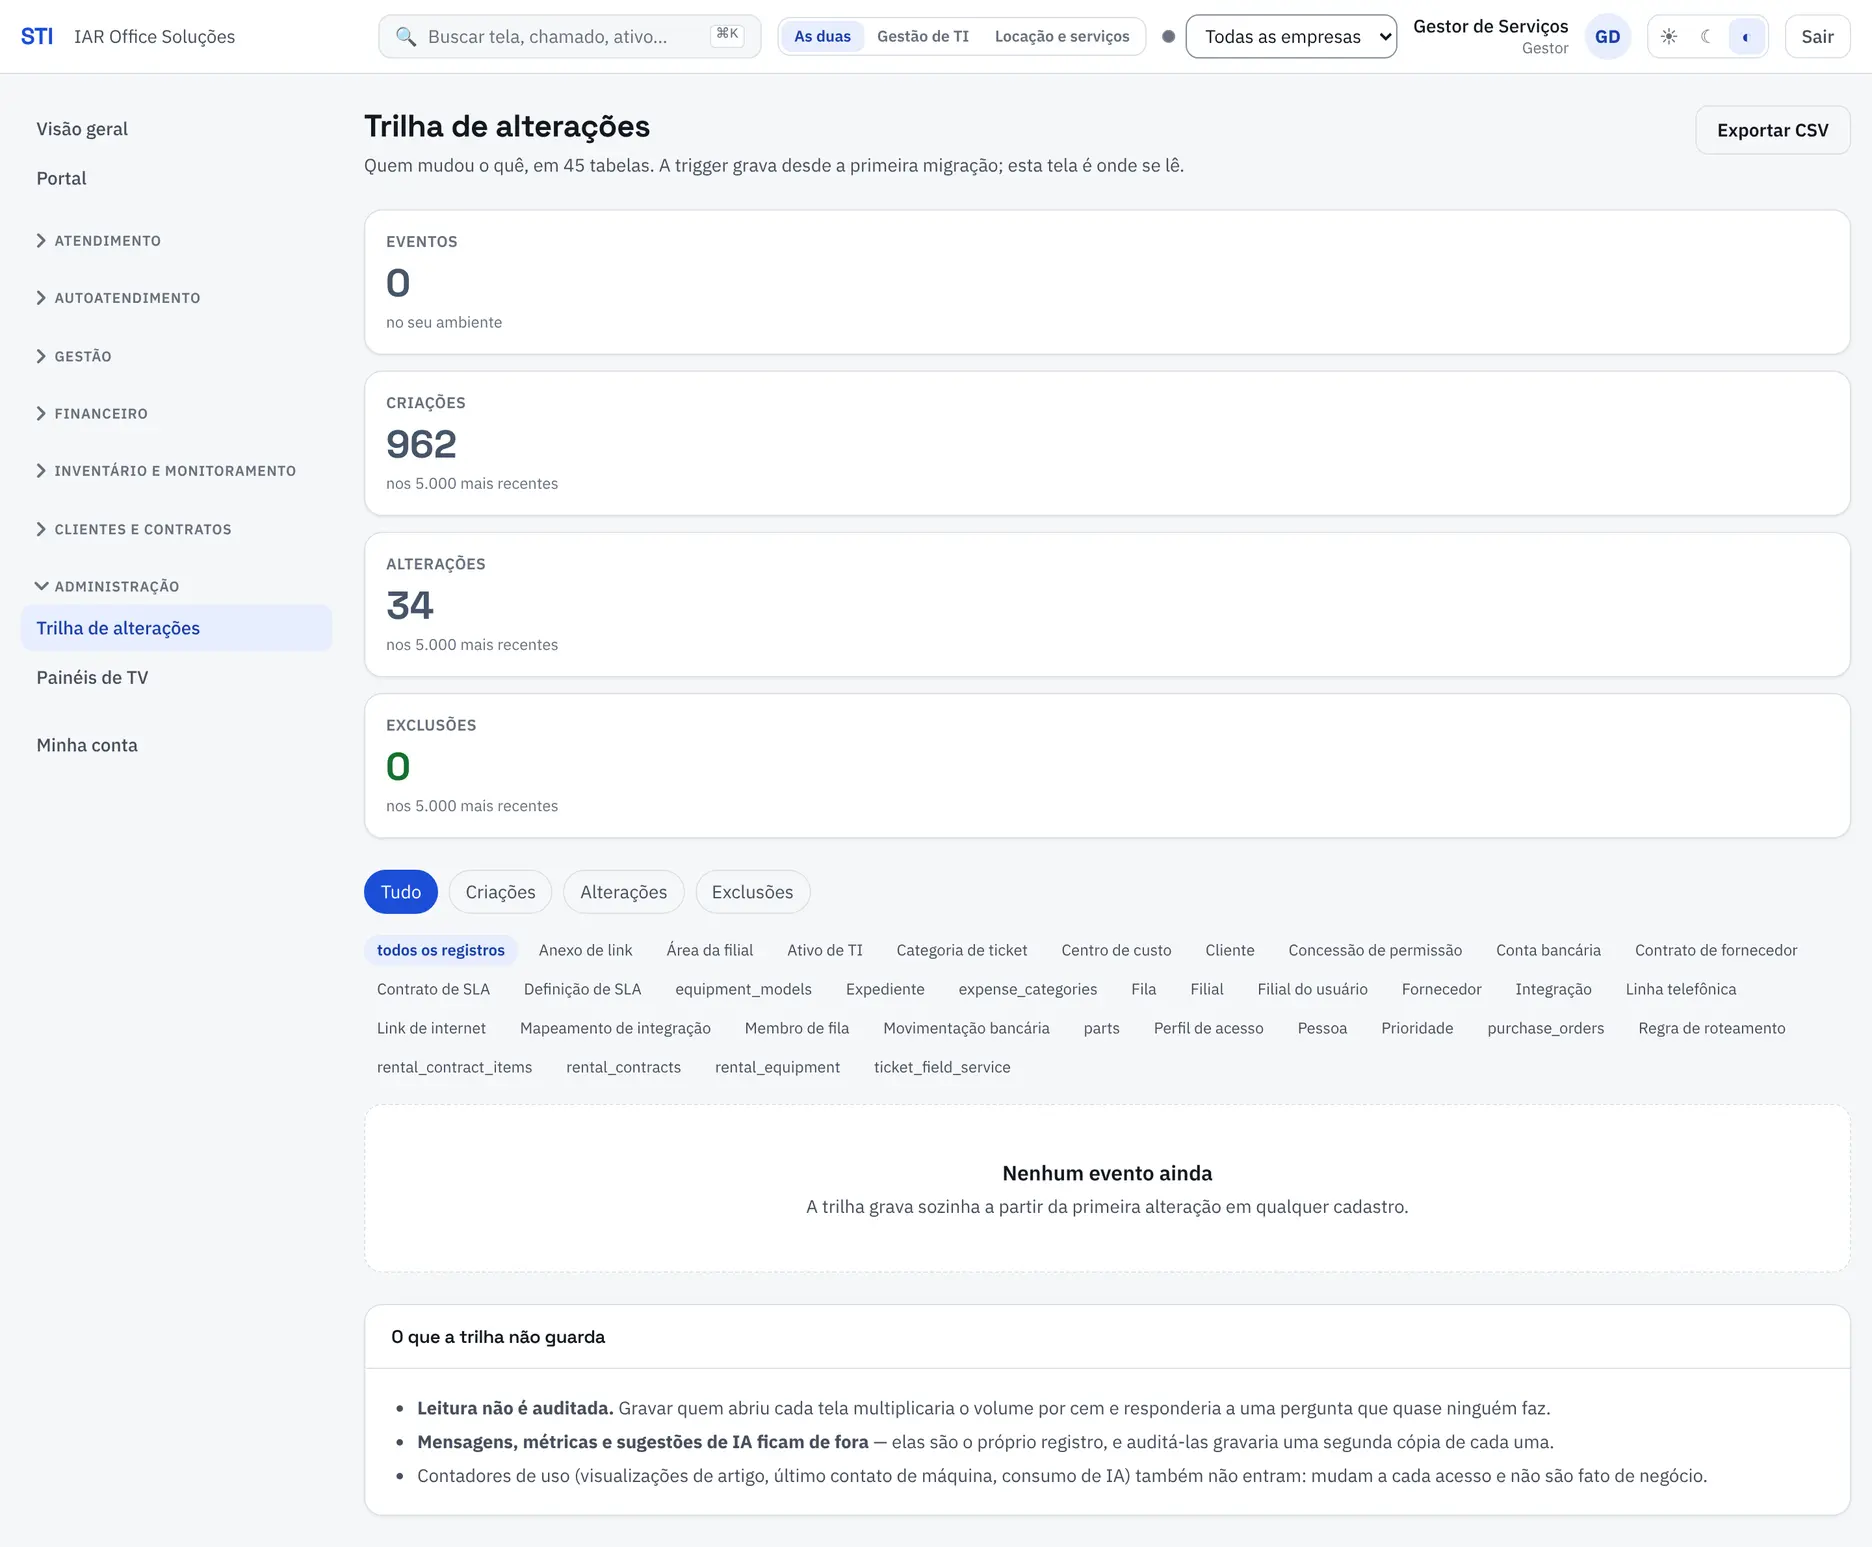 STI IAR Office Soluções
Buscar tela, chamado, ativo... ⌘K
As duas Gestão de TI Locação e serviços
Todas as empresas
Gestor de Serviços
Gestor
GD
Sair
Visão geral
Portal
ATENDIMENTO
AUTOATENDIMENTO
GESTÃO
FINANCEIRO
INVENTÁRIO E MONITORAMENTO
CLIENTES E CONTRATOS
ADMINISTRAÇÃO
Trilha de alterações
Painéis de TV
Minha conta
Trilha de alterações
Exportar CSV
Quem mudou o quê, em 45 tabelas. A trigger grava desde a primeira migração; esta tela é onde se lê.
EVENTOS
0
no seu ambiente
CRIAÇÕES
962
nos 5.000 mais recentes
ALTERAÇÕES
34
nos 5.000 mais recentes
EXCLUSÕES
0
nos 5.000 mais recentes
Tudo Criações Alterações Exclusões
todos os registros Anexo de link Área da filial Ativo de TI Categoria de ticket Centro de custo Cliente Concessão de permissão Conta bancária Contrato de fornecedor
Contrato de SLA Definição de SLA equipment_models Expediente expense_categories Fila Filial Filial do usuário Fornecedor Integração Linha telefônica
Link de internet Mapeamento de integração Membro de fila Movimentação bancária parts Perfil de acesso Pessoa Prioridade purchase_orders Regra de roteamento
rental_contract_items rental_contracts rental_equipment ticket_field_service
Nenhum evento ainda
A trilha grava sozinha a partir da primeira alteração em qualquer cadastro.
O que a trilha não guarda
• Leitura não é auditada. Gravar quem abriu cada tela multiplicaria o volume por cem e responderia a uma pergunta que quase ninguém faz.
• Mensagens, métricas e sugestões de IA ficam de fora — elas são o próprio registro, e auditá-las gravaria uma segunda cópia de cada uma.
• Contadores de uso (visualizações de artigo, último contato de máquina, consumo de IA) também não entram: mudam a cada acesso e não são fato de negócio.